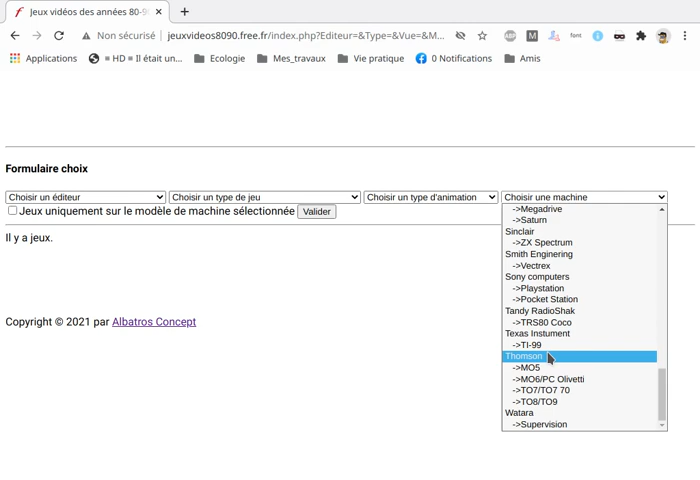 Jeux vidéos des années 80-9
Non sécurisé jeuxvideos8090.free.fr/index.php?Editeur=&Type=&Vue=&M...
Applications = HD = Il était un... Ecologie Mes_travaux Vie pratique 0 Notifications Amis
Formulaire choix
Choisir un éditeur Choisir un type de jeu Choisir un type d'animation Choisir une machine
Jeux uniquement sur le modèle de machine sélectionnée Valider
Il y a jeux.
->Megadrive
->Saturn
Sinclair
->ZX Spectrum
Smith Enginering
->Vectrex
Sony computers
->Playstation
->Pocket Station
Tandy RadioShak
->TRS80 Coco
Texas Instument
->TI-99
Thomson
->MO5
->MO6/PC Olivetti
->TO7/TO7 70
->TO8/TO9
Watara
->Supervision
Copyright © 2021 par Albatros Concept